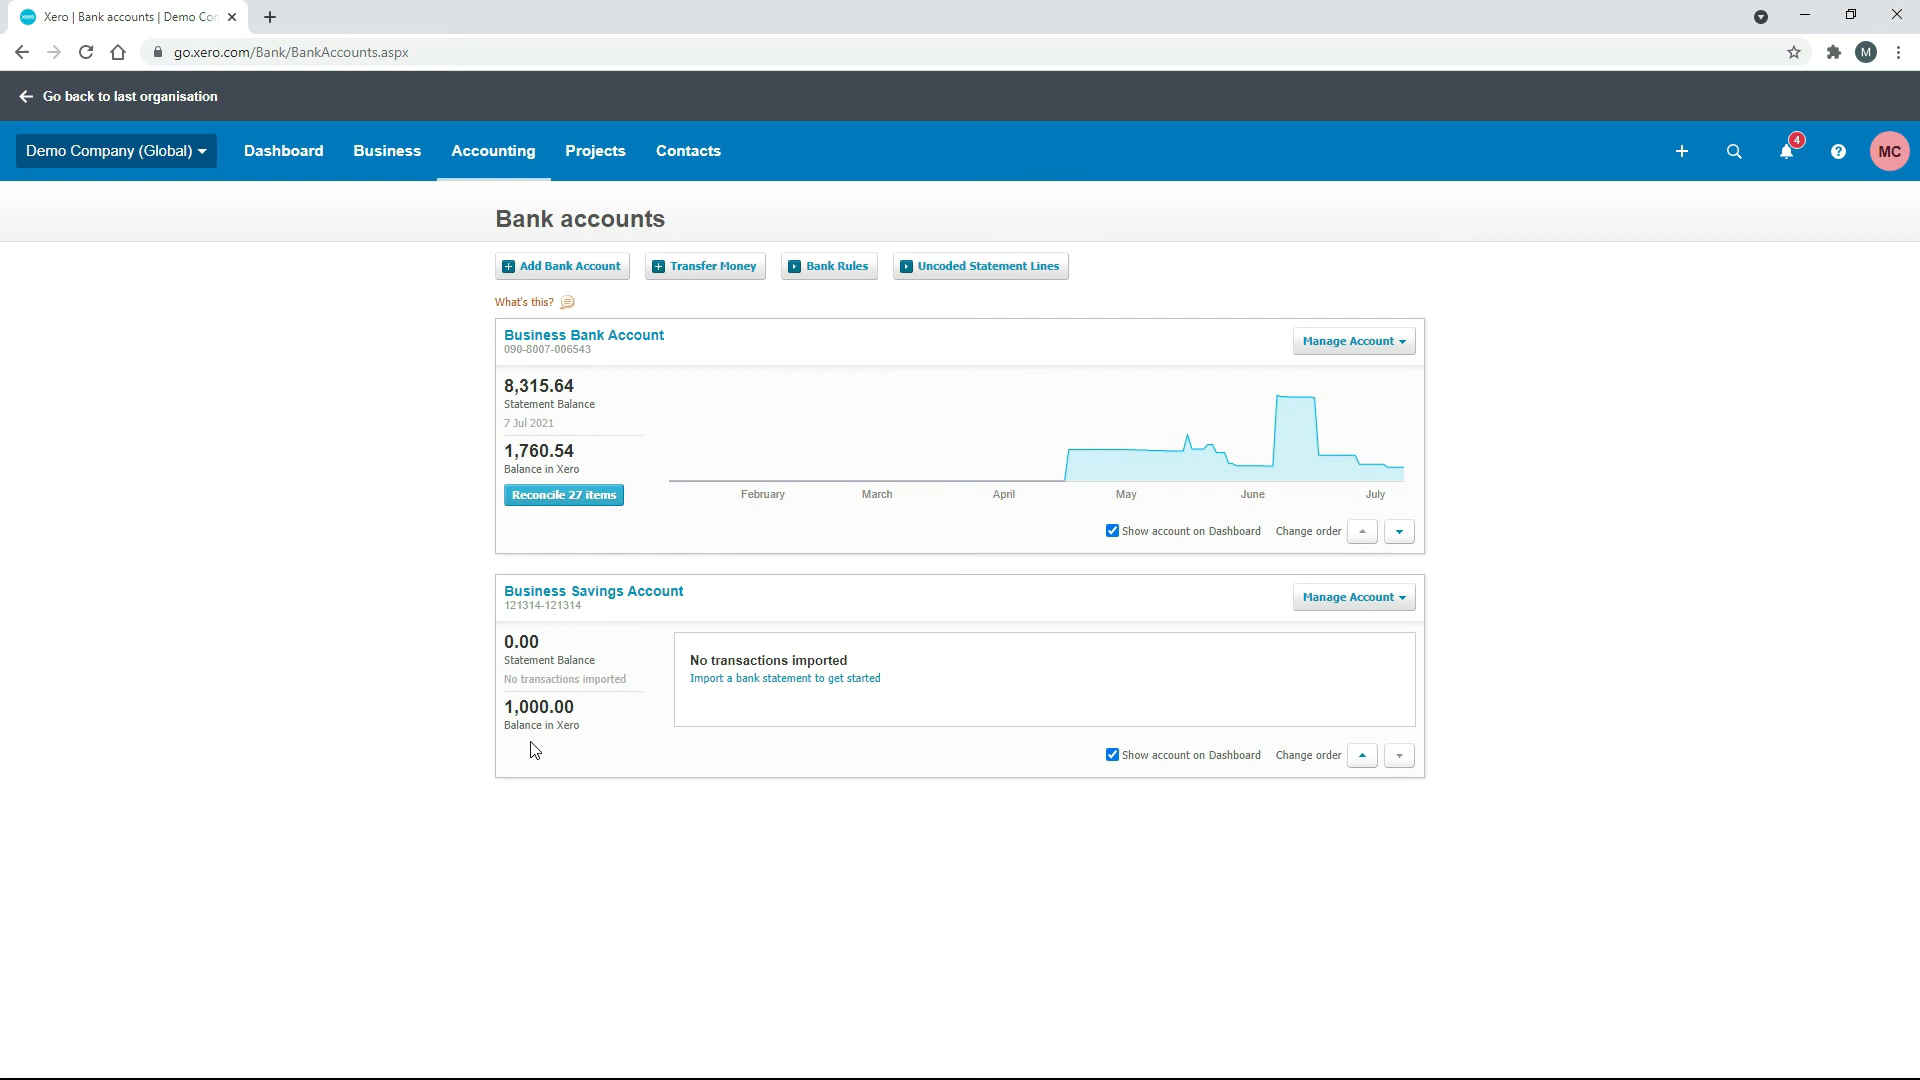 Xero | Bank accounts | Demo Con
go.xero.com/Bank/BankAccounts.aspx
M
Go back to last organisation
Demo Company (Global)
Dashboard
Business
Accounting
Projects
Contacts
4
MC
Bank accounts
Add Bank Account
Transfer Money
Bank Rules
Uncoded Statement Lines
What's this?
Business Bank Account
090-8007-006543
Manage Account
8,315.64
Statement Balance
7 Jul 2021
1,760.54
Balance in Xero
Reconcile 27 items
February
March
April
May
June
July
Show account on Dashboard
Change order
Business Savings Account
121314-121314
Manage Account
0.00
Statement Balance
No transactions imported
1,000.00
Balance in Xero
No transactions imported
Import a bank statement to get started
Show account on Dashboard
Change order